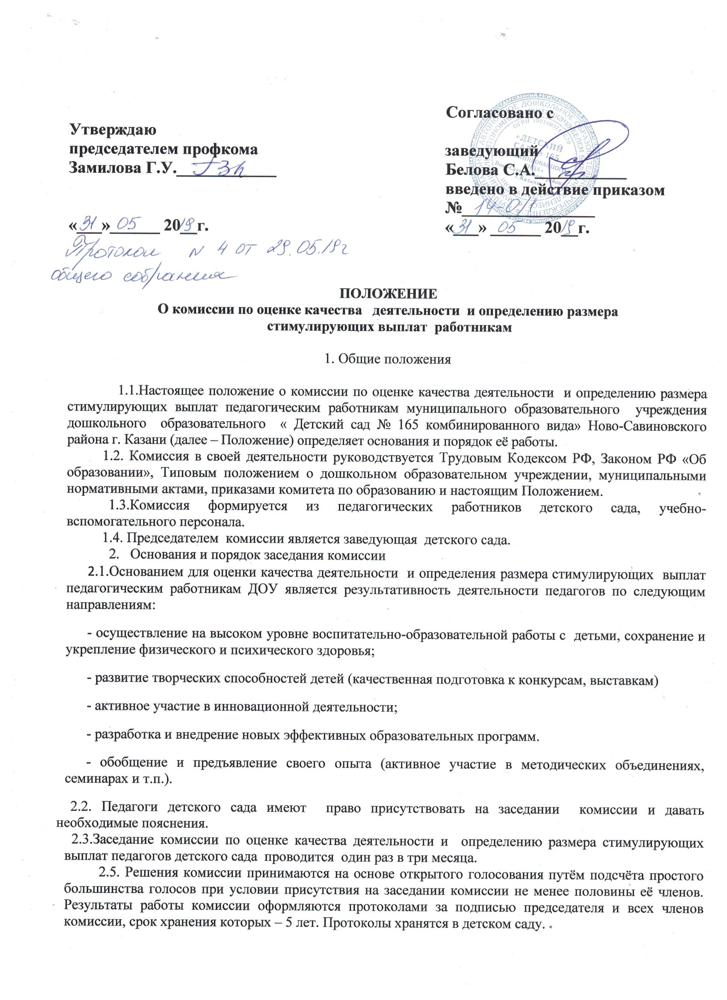 Утверждаю
председателем профкома
Замилова Г.У.
«31» 05 2019г.
Протокол N 4 от 29.05.19г
общего собрания
Согласовано с
заведующий
Белова С.А.
введено в действие приказом
№
«31» 05 2019г.
«ДЕТСКИЙ
САД № 165
КОМБИНИРОВАННОГО
ВИДА»
Ново-Савиновского района
г.Казани
ПОЛОЖЕНИЕ
О комиссии по оценке качества деятельности и определению размера
стимулирующих выплат работникам
1. Общие положения
1.1.Настоящее положение о комиссии по оценке качества деятельности и определению размера
стимулирующих выплат педагогическим работникам муниципального образовательного учреждения
дошкольного образовательного « Детский сад № 165 комбинированного вида» Ново-Савиновского
района г. Казани (далее – Положение) определяет основания и порядок её работы.
1.2. Комиссия в своей деятельности руководствуется Трудовым Кодексом РФ, Законом РФ «Об
образовании», Типовым положением о дошкольном образовательном учреждении, муниципальными
нормативными актами, приказами комитета по образованию и настоящим Положением.
1.3.Комиссия формируется из педагогических работников детского сада, учебно-
вспомогательного персонала.
1.4. Председателем комиссии является заведующая детского сада.
2. Основания и порядок заседания комиссии
2.1.Основанием для оценки качества деятельности и определения размера стимулирующих выплат
педагогическим работникам ДОУ является результативность деятельности педагогов по следующим
направлениям:
- осуществление на высоком уровне воспитательно-образовательной работы с детьми, сохранение и
укрепление физического и психического здоровья;
- развитие творческих способностей детей (качественная подготовка к конкурсам, выставкам)
- активное участие в инновационной деятельности;
- разработка и внедрение новых эффективных образовательных программ.
- обобщение и предъявление своего опыта (активное участие в методических объединениях,
семинарах и т.п.).
2.2. Педагоги детского сада имеют право присутствовать на заседании комиссии и давать
необходимые пояснения.
2.3.Заседание комиссии по оценке качества деятельности и определению размера стимулирующих
выплат педагогов детского сада проводится один раз в три месяца.
2.5. Решения комиссии принимаются на основе открытого голосования путём подсчёта простого
большинства голосов при условии присутствия на заседании комиссии не менее половины её членов.
Результаты работы комиссии оформляются протоколами за подписью председателя и всех членов
комиссии, срок хранения которых – 5 лет. Протоколы хранятся в детском саду.